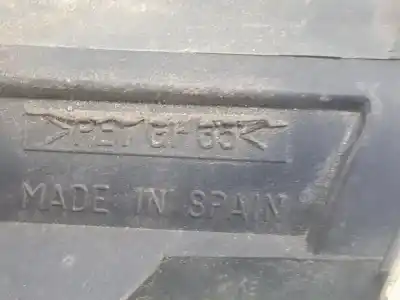 >PET GF 35<
MADE IN SPAIN